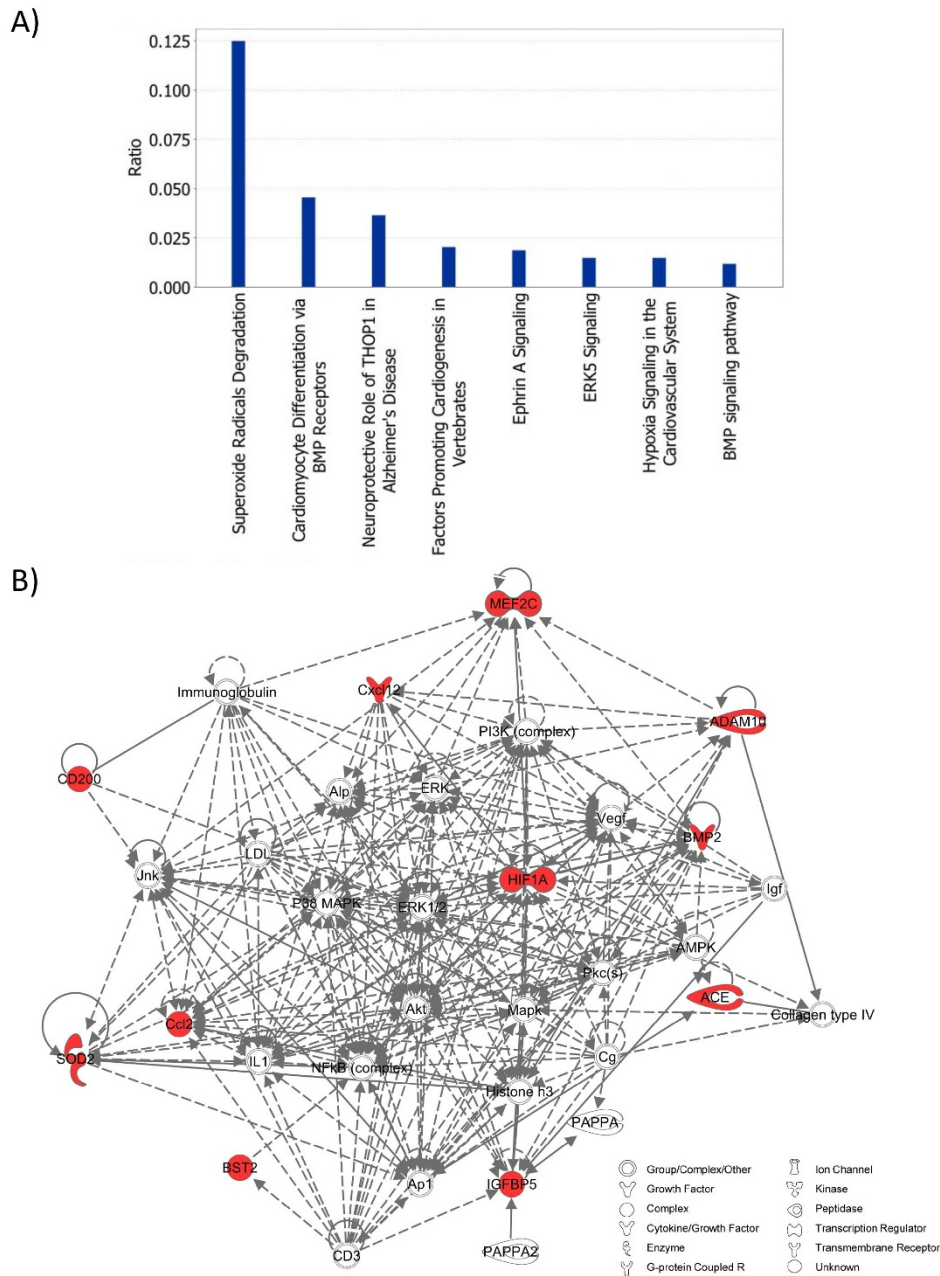 A)
0.125
0.100
0.075
0.050
0.025
0.000
Ratio
Superoxide Radicals Degradation
Cardiomyocyte Differentiation via
BMP Receptors
Neuroprotective Role of THOP1 in
Alzheimer's Disease
Factors Promoting Cardiogenesis in
Vertebrates
Ephrin A Signaling
ERK5 Signaling
Hypoxia Signaling in the
Cardiovascular System
BMP signaling pathway
B)
MEF2C
Immunoglobulin
Cxcl12
ADAM10
PI3K (complex)
CD200
Alp
ERK
Vegf
BMP2
LDL
Jnk
HIF1A
Igf
P38 MAPK
ERK1/2
AMPK
Pkc(s)
ACE
Akt
Mapk
Collagen type IV
Ccl2
SOD2
IL1
NFkB (complex)
Cg
Histone h3
PAPPA
BST2
Ap1
IGFBP5
CD3
PAPPA2
Group/Complex/Other
Growth Factor
Complex
Cytokine/Growth Factor
Enzyme
G-protein Coupled R
Ion Channel
Kinase
Peptidase
Transcription Regulator
Transmembrane Receptor
Unknown